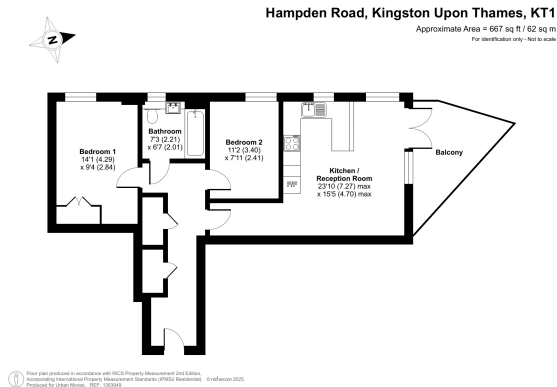 Hampden Road, Kingston Upon Thames, KT1
Approximate Area = 667 sq ft / 62 sq m
For identification only - Not to scale
N
Bathroom
7'3 (2.21)
x 6'7 (2.01)
Bedroom 2
11'2 (3.40)
x 7'11 (2.41)
Bedroom 1
14'1 (4.29)
x 9'4 (2.84)
Balcony
Kitchen /
Reception Room
23'10 (7.27) max
x 15'5 (4.70) max
F/F
Floor plan produced in accordance with RICS Property Measurement 2nd Edition,
Incorporating International Property Measurement Standards (IPMS2 Residential). © nichecom 2025.
Produced for Urban Moves. REF: 1303949